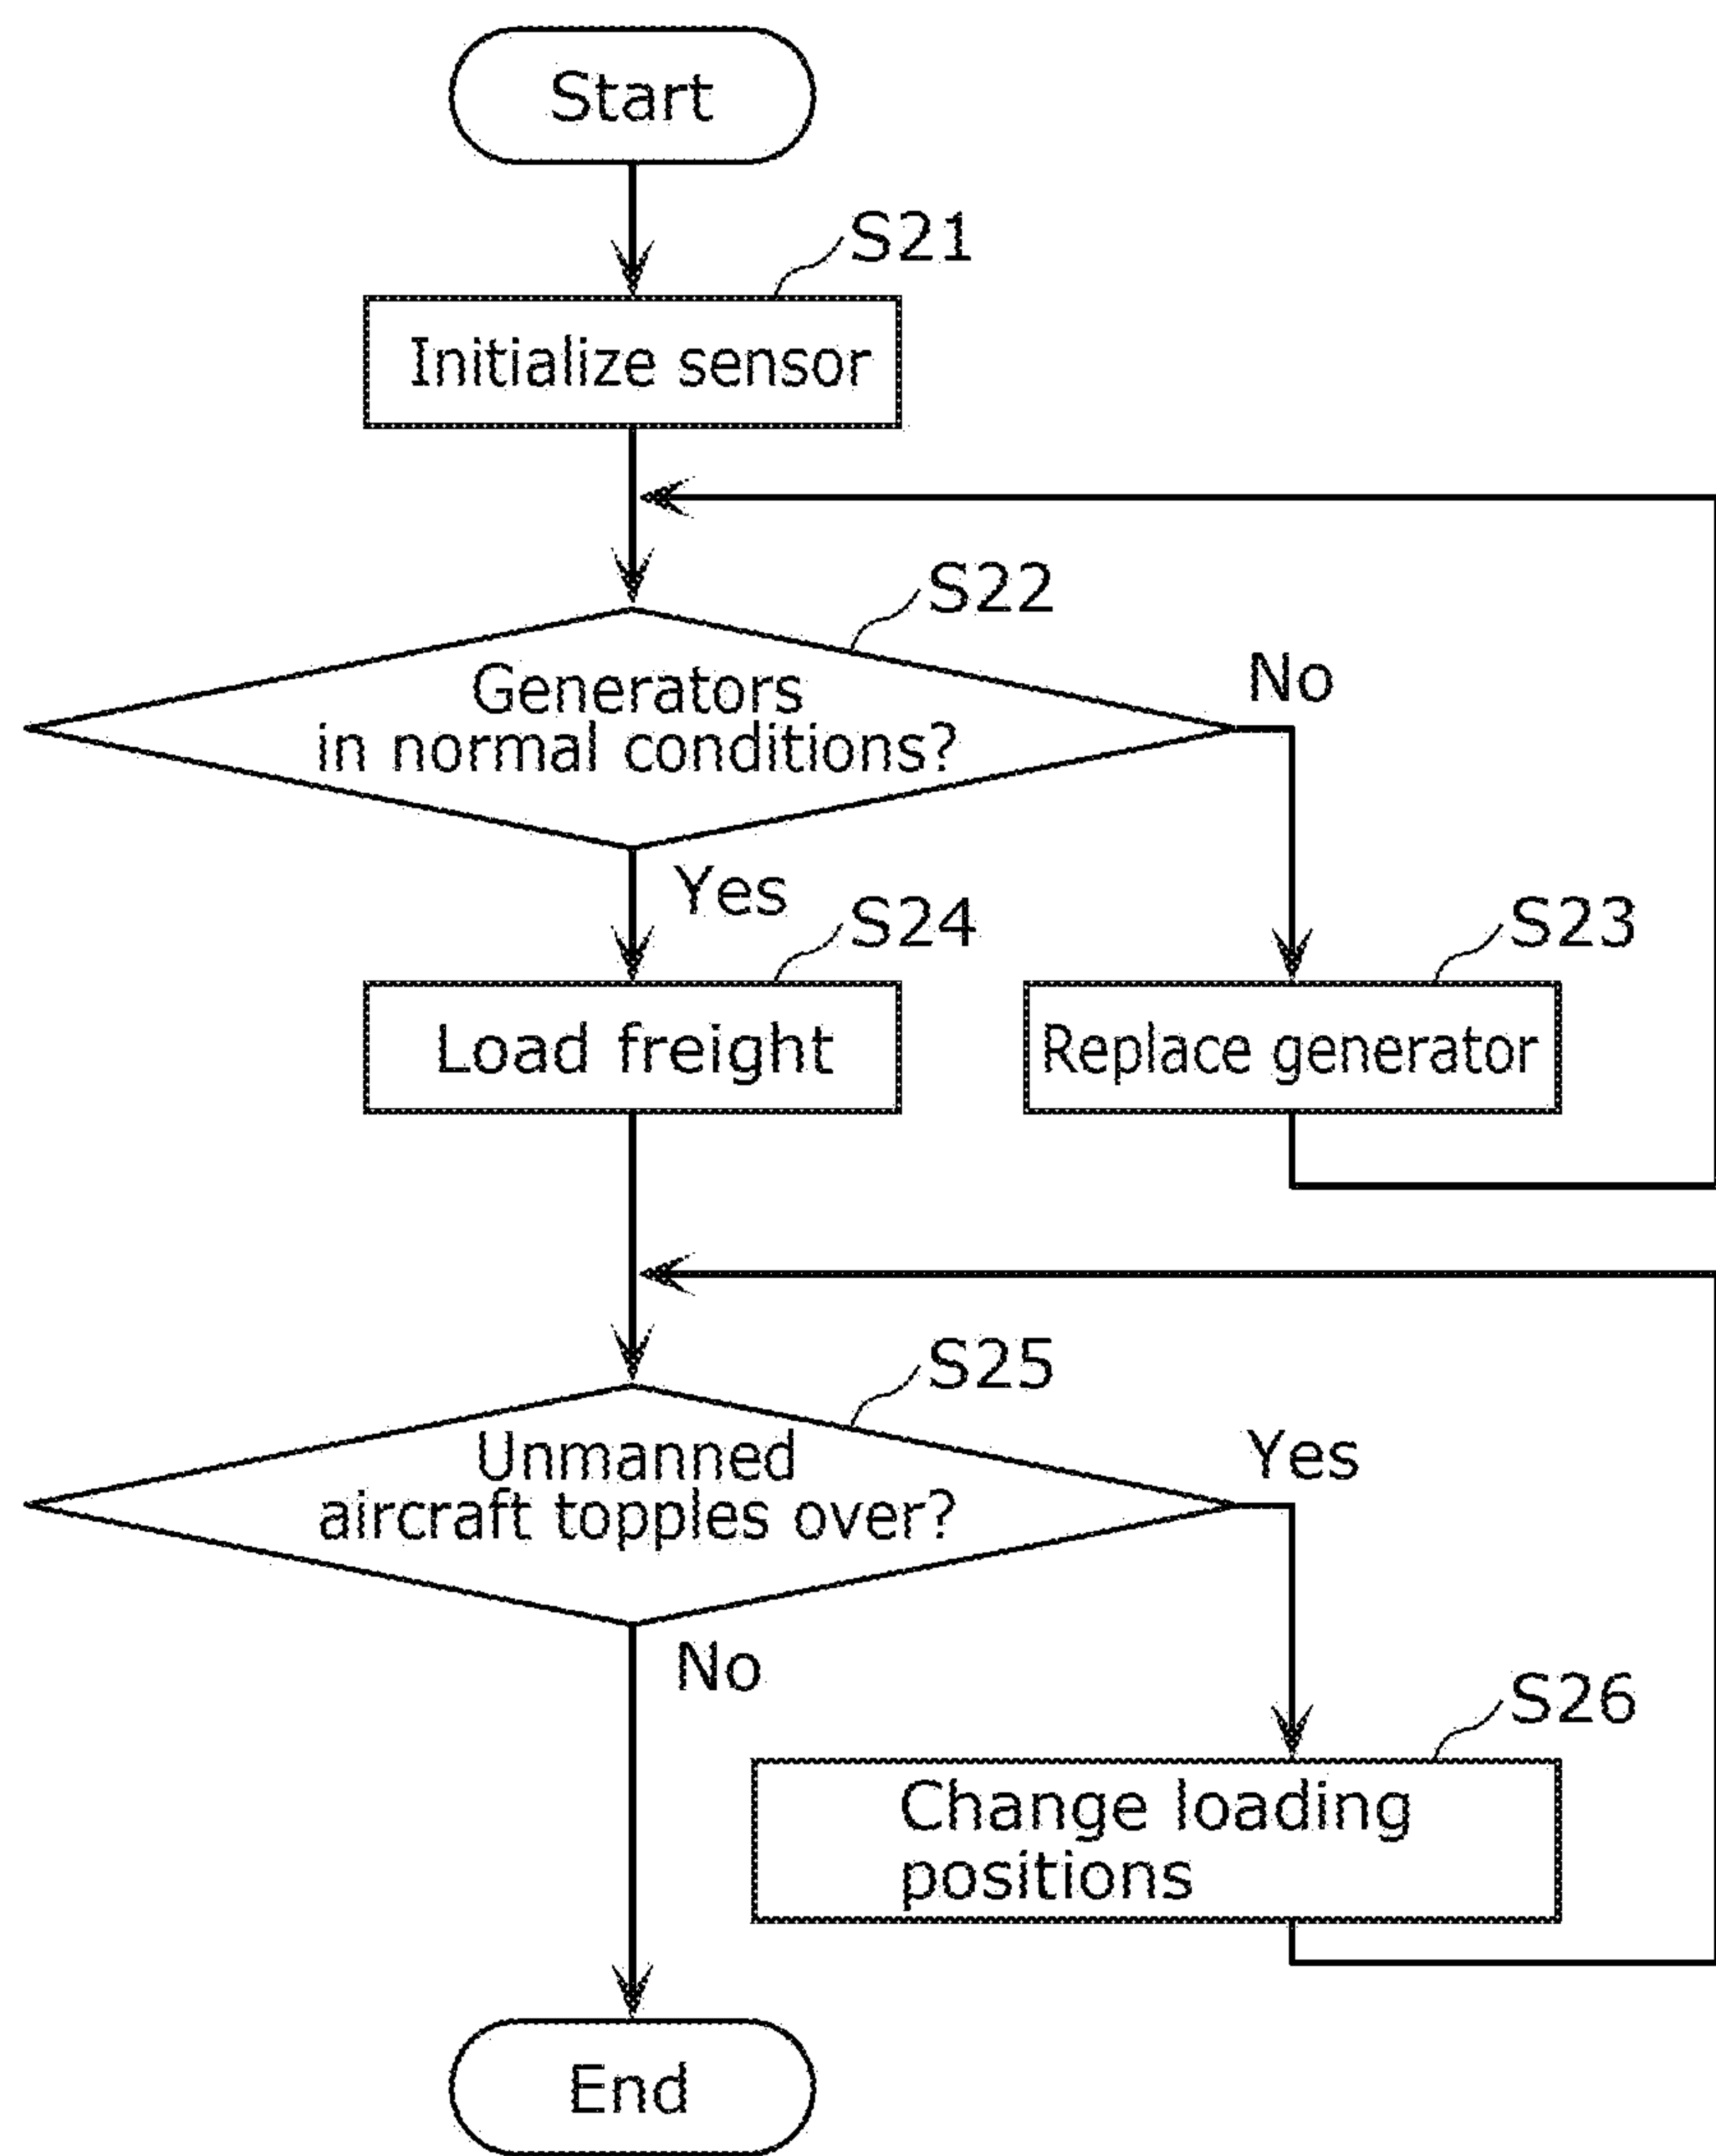 Start
S21
Initialize sensor
S22
Generators
in normal conditions?
No
Yes
S24
Load freight
S23
Replace generator
S25
Unmanned
aircraft topples over?
Yes
No
S26
Change loading
positions
End